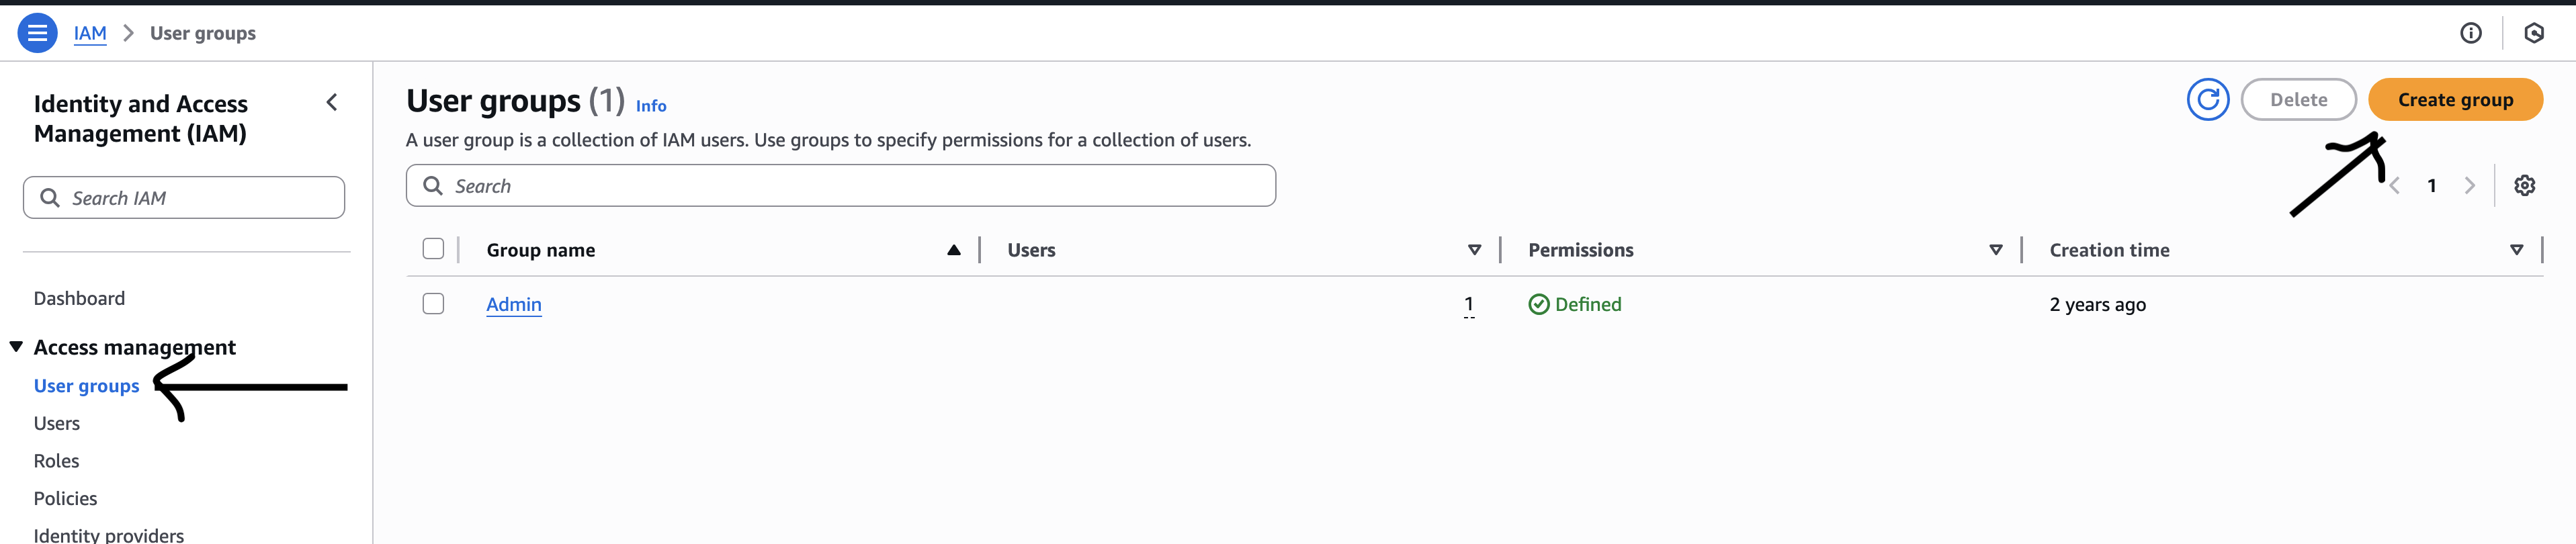 IAM > User groups
Identity and Access
Management (IAM)
Search IAM
Dashboard
Access management
User groups
Users
Roles
Policies
Identity providers
User groups (1) Info
Delete
Create group
A user group is a collection of IAM users. Use groups to specify permissions for a collection of users.
Search
1
Group name Users Permissions Creation time
Admin 1 Defined 2 years ago